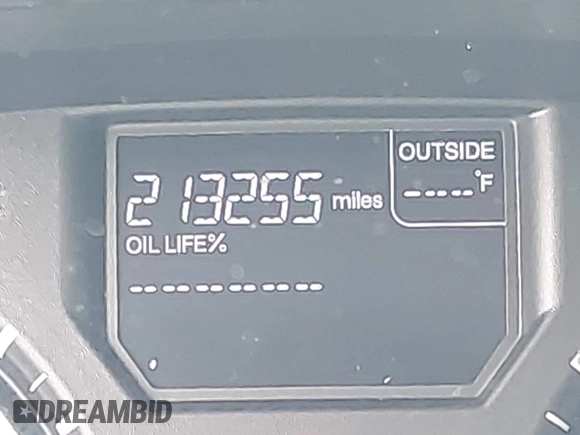 OUTSIDE
----°F
213255 miles
OIL LIFE%
----------
DREAMBID